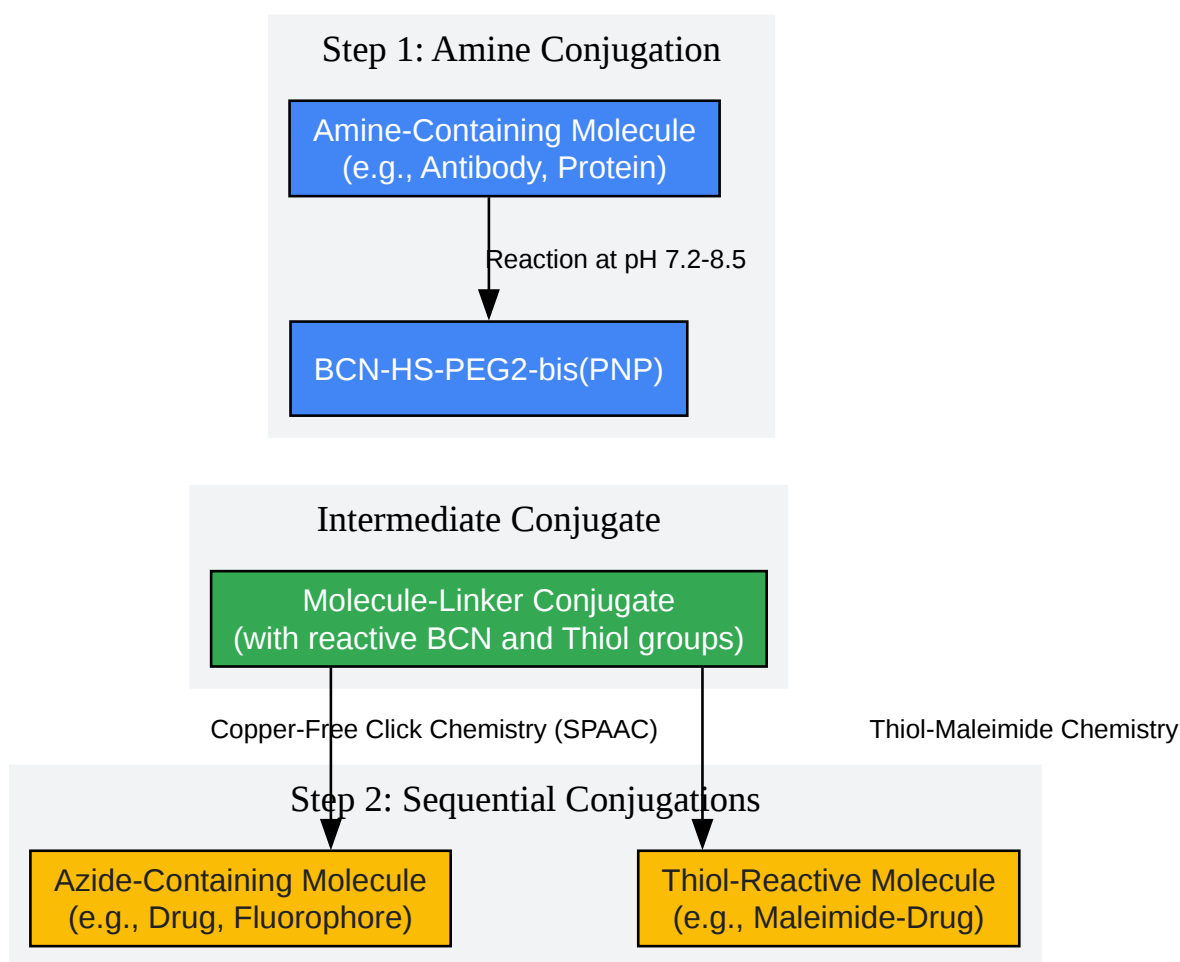 Step 1: Amine Conjugation
Amine-Containing Molecule
(e.g., Antibody, Protein)
Reaction at pH 7.2-8.5
BCN-HS-PEG2-bis(PNP)
Intermediate Conjugate
Molecule-Linker Conjugate
(with reactive BCN and Thiol groups)
Copper-Free Click Chemistry (SPAAC)
Thiol-Maleimide Chemistry
Step 2: Sequential Conjugations
Azide-Containing Molecule
(e.g., Drug, Fluorophore)
Thiol-Reactive Molecule
(e.g., Maleimide-Drug)